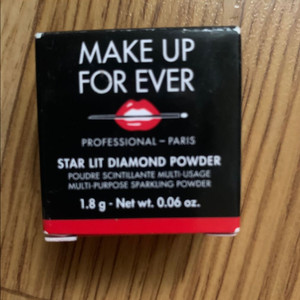 MAKE UP
FOR EVER
PROFESSIONAL – PARIS
STAR LIT DIAMOND POWDER
POUDRE SCINTILLANTE MULTI-USAGE
MULTI-PURPOSE SPARKLING POWDER
1.8 g - Net wt. 0.06 oz.